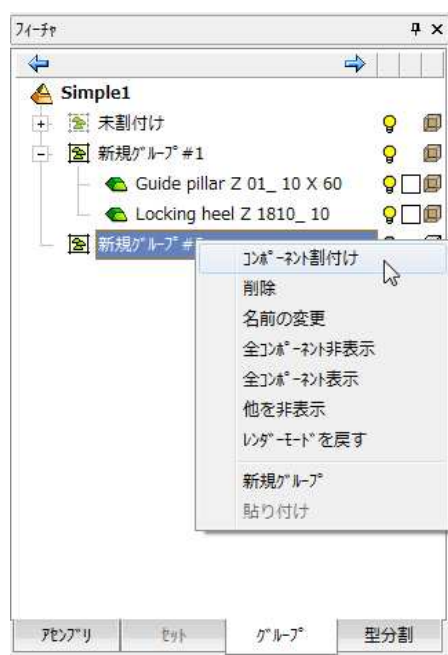 ﾌｨｰﾁｬ
Simple1
未割付け
新規ｸﾞﾙｰﾌﾟ #1
Guide pillar Z 01_ 10 X 60
Locking heel Z 1810_ 10
新規ｸﾞﾙｰﾌﾟ #
ｺﾝﾎﾟｰﾈﾝﾄ割付け
削除
名前の変更
全ｺﾝﾎﾟｰﾈﾝﾄ非表示
全ｺﾝﾎﾟｰﾈﾝﾄ表示
他を非表示
ﾚﾝﾀﾞｰﾓｰﾄﾞを戻す
新規ｸﾞﾙｰﾌﾟ
貼り付け
ｱｾﾝﾌﾞﾘ ｾｯﾄ ｸﾞﾙｰﾌﾟ 型分割